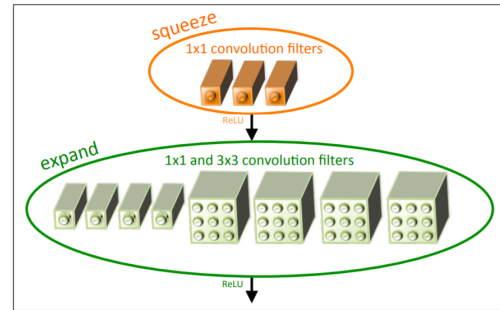 squeeze
1x1 convolution filters
ReLU
expand
1x1 and 3x3 convolution filters
ReLU